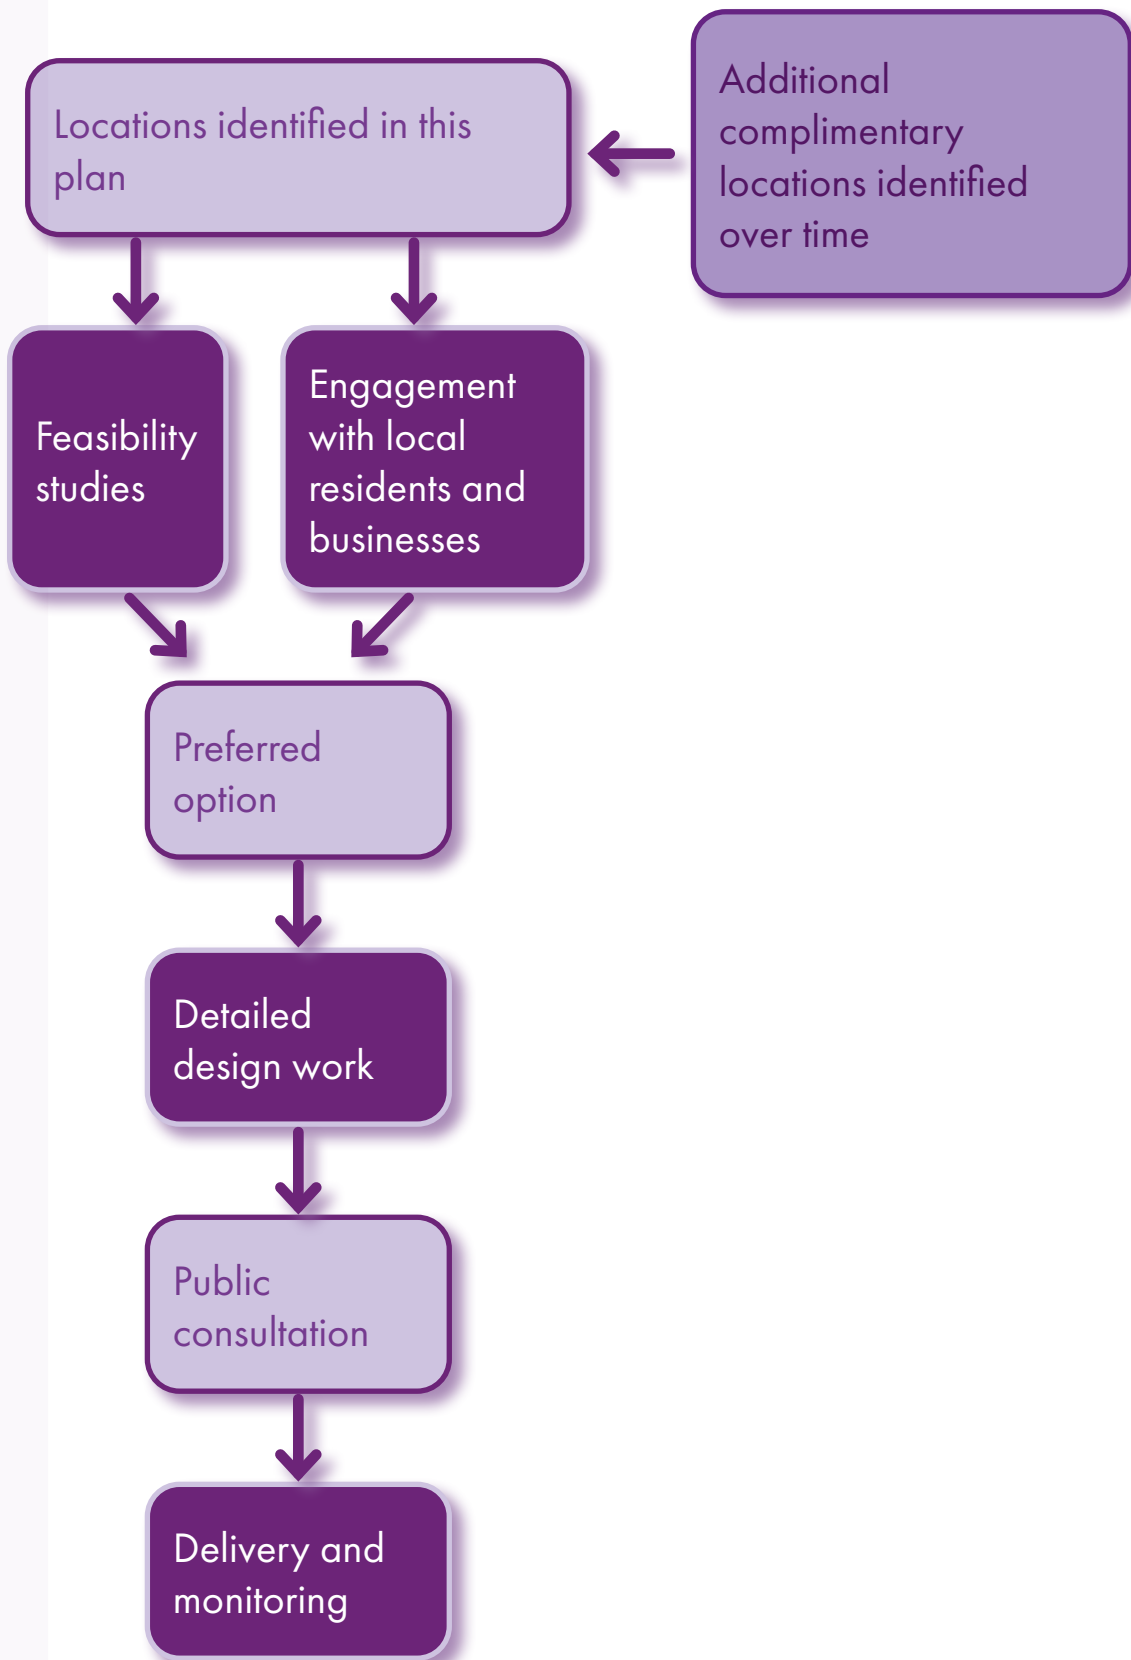 Locations identified in this
plan
Additional
complimentary
locations identified
over time
Feasibility
studies
Engagement
with local
residents and
businesses
Preferred
option
Detailed
design work
Public
consultation
Delivery and
monitoring